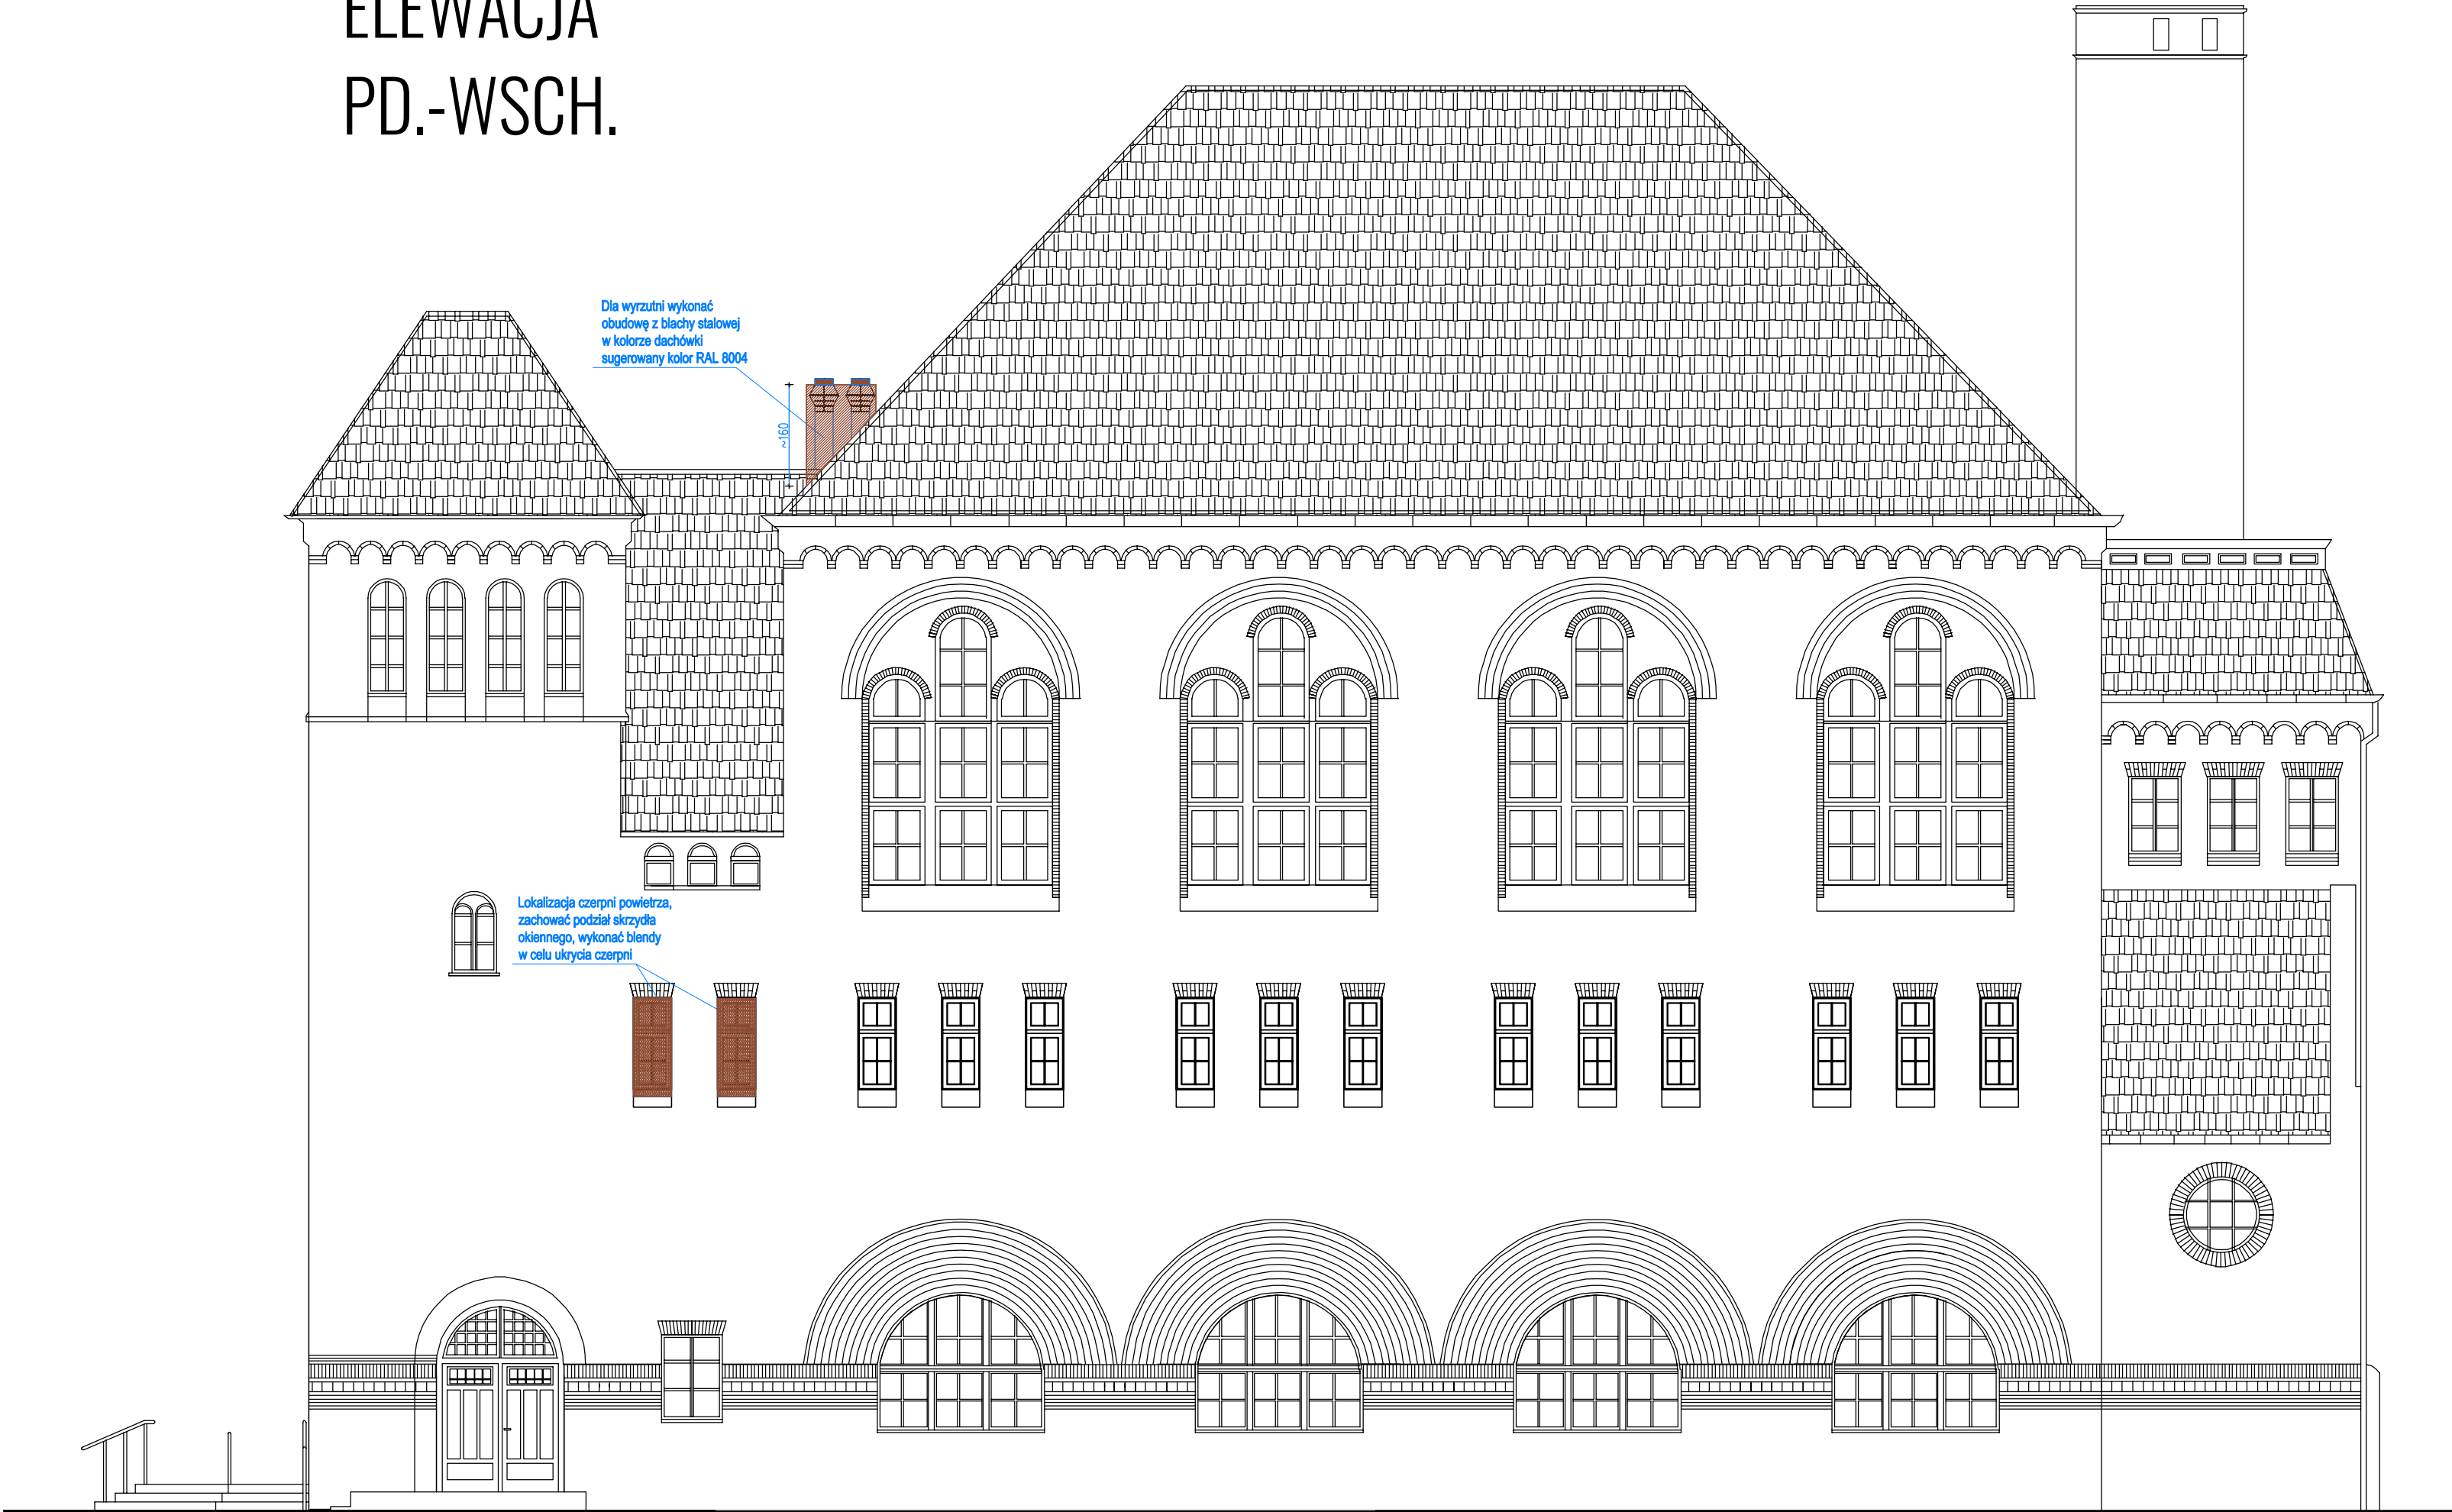 ELEWACJA
PD.-WSCH.
Dla wyrzutni wykonać
obudowę z blachy stalowej
w kolorze dachówki
sugerowany kolor RAL 8004
~160
Lokalizacja czerpni powietrza,
zachować podział skrzydła
okiennego, wykonać blendy
w celu ukrycia czerpni